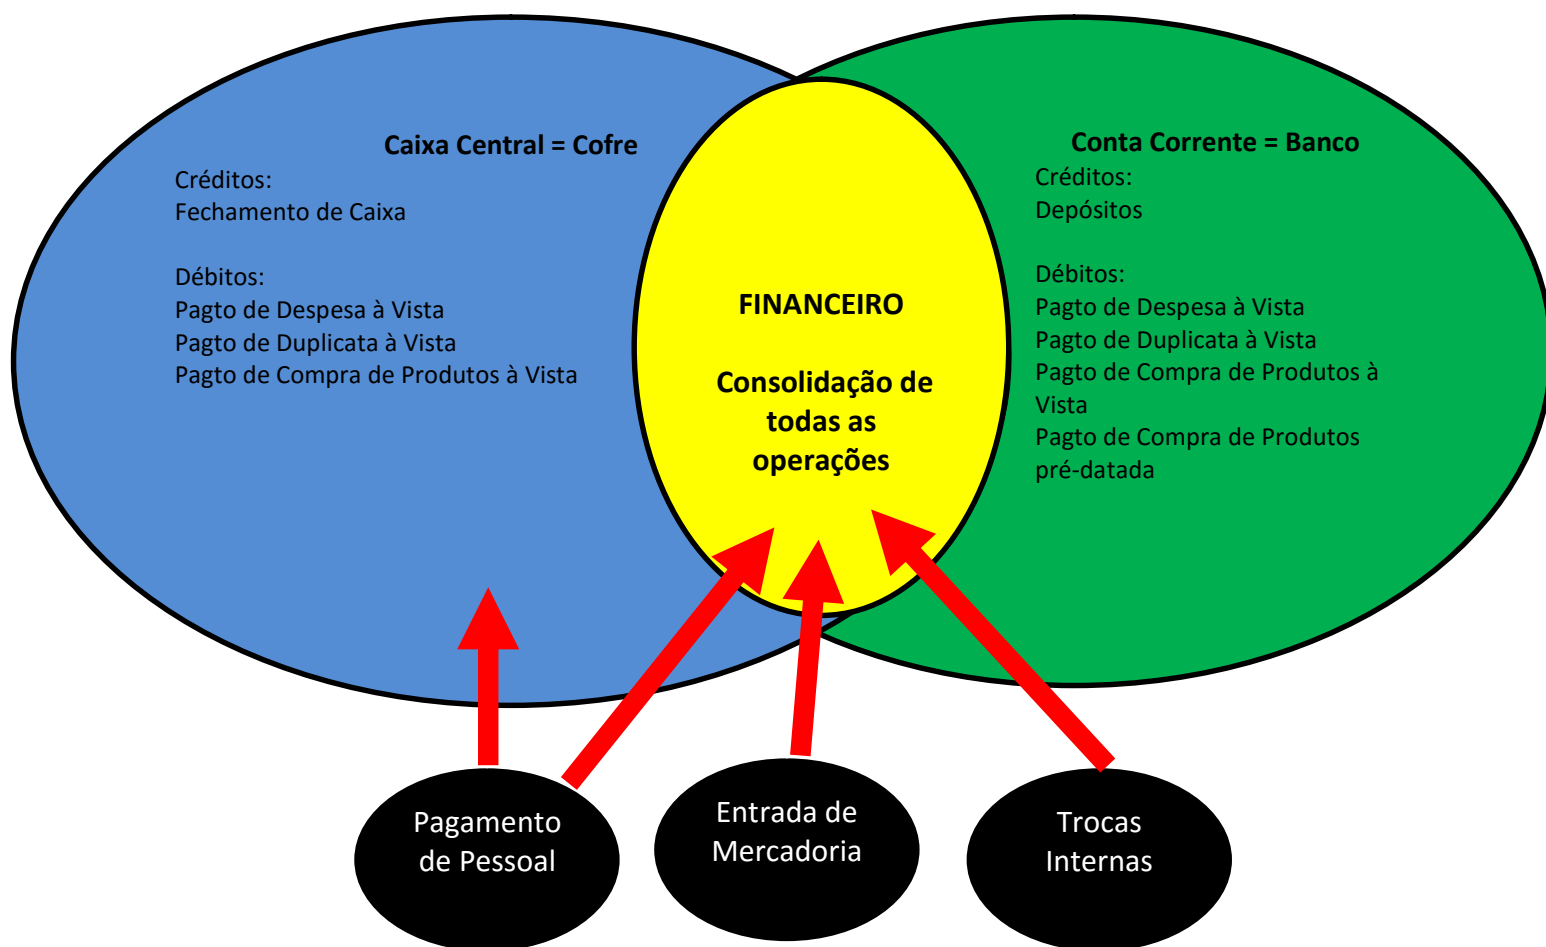 Caixa Central = Cofre
Créditos:
Fechamento de Caixa
Débitos:
Pagto de Despesa à Vista
Pagto de Duplicata à Vista
Pagto de Compra de Produtos à Vista
FINANCEIRO
Consolidação de
todas as
operações
Conta Corrente = Banco
Créditos:
Depósitos
Débitos:
Pagto de Despesa à Vista
Pagto de Duplicata à Vista
Pagto de Compra de Produtos à
Vista
Pagto de Compra de Produtos
pré-datada
Pagamento
de Pessoal
Entrada de
Mercadoria
Trocas
Internas